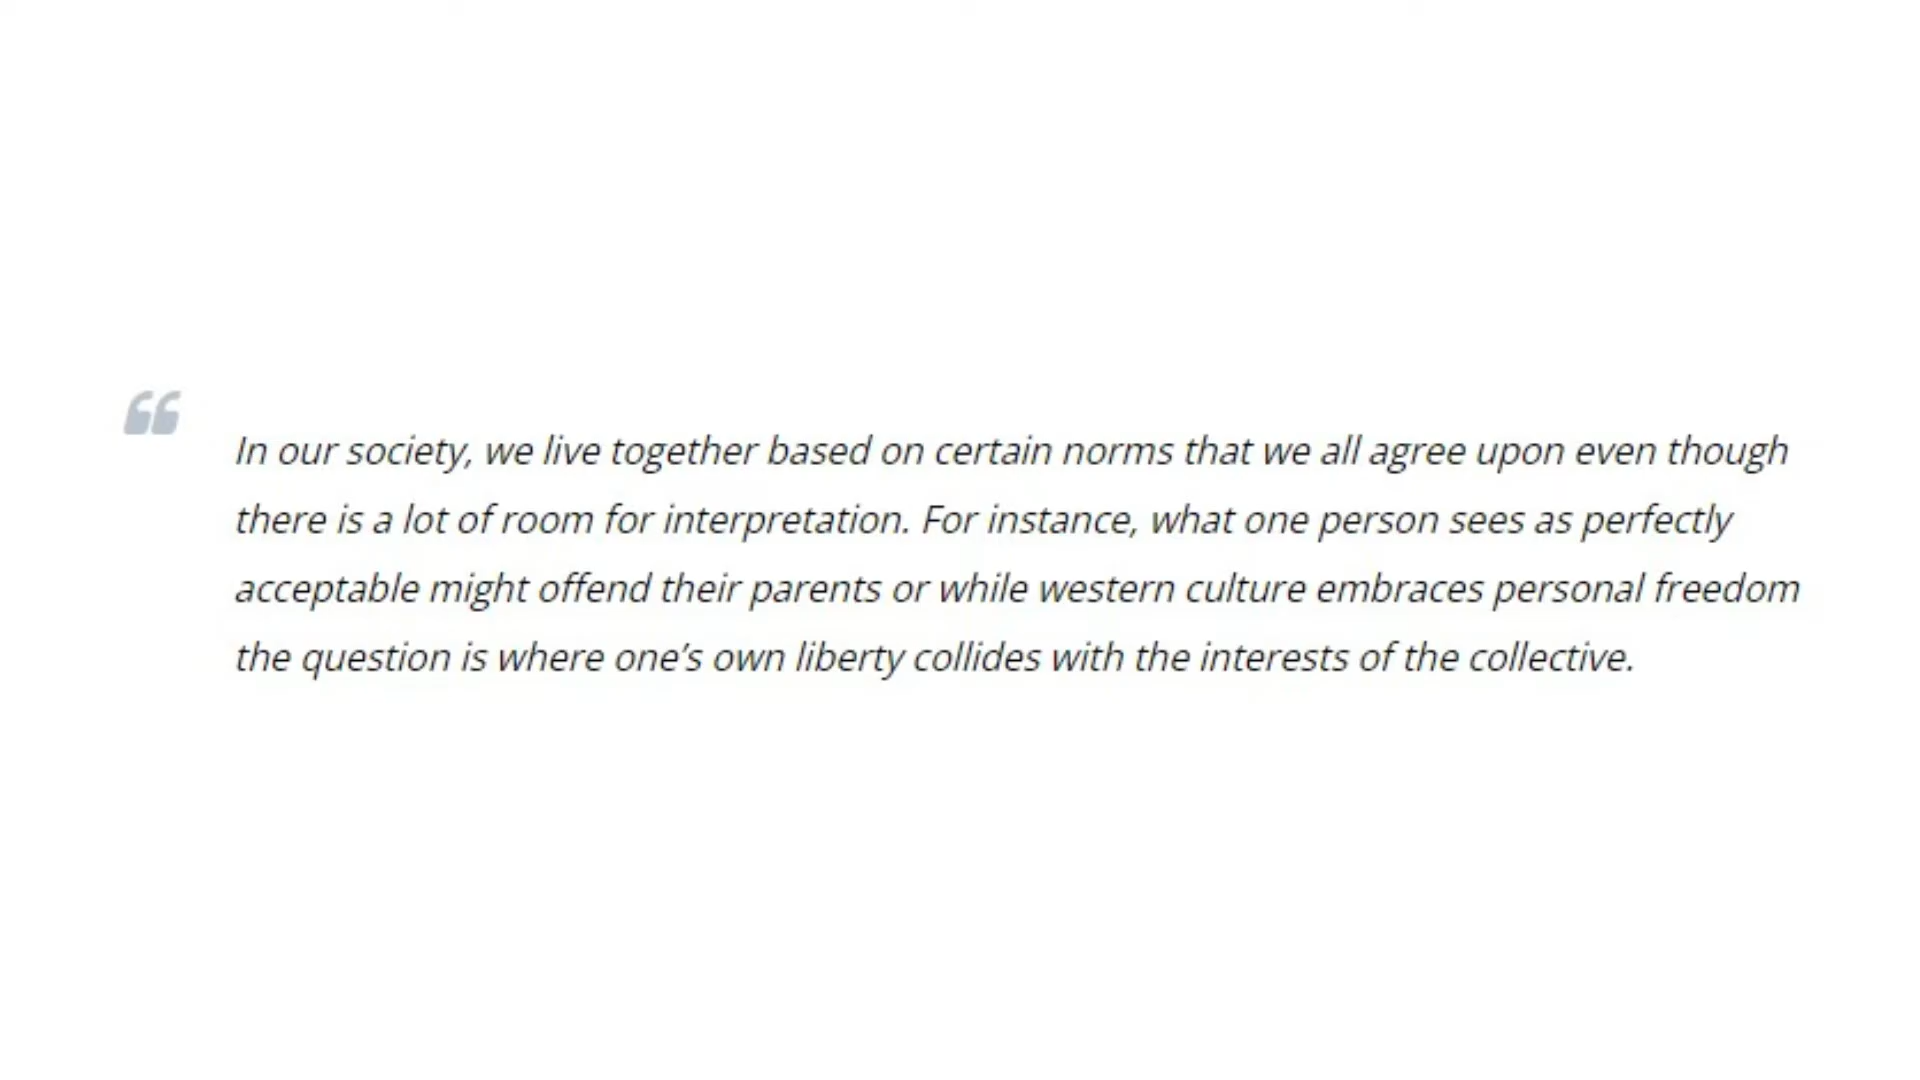 “
In our society, we live together based on certain norms that we all agree upon even though
there is a lot of room for interpretation. For instance, what one person sees as perfectly
acceptable might offend their parents or while western culture embraces personal freedom
the question is where one’s own liberty collides with the interests of the collective.